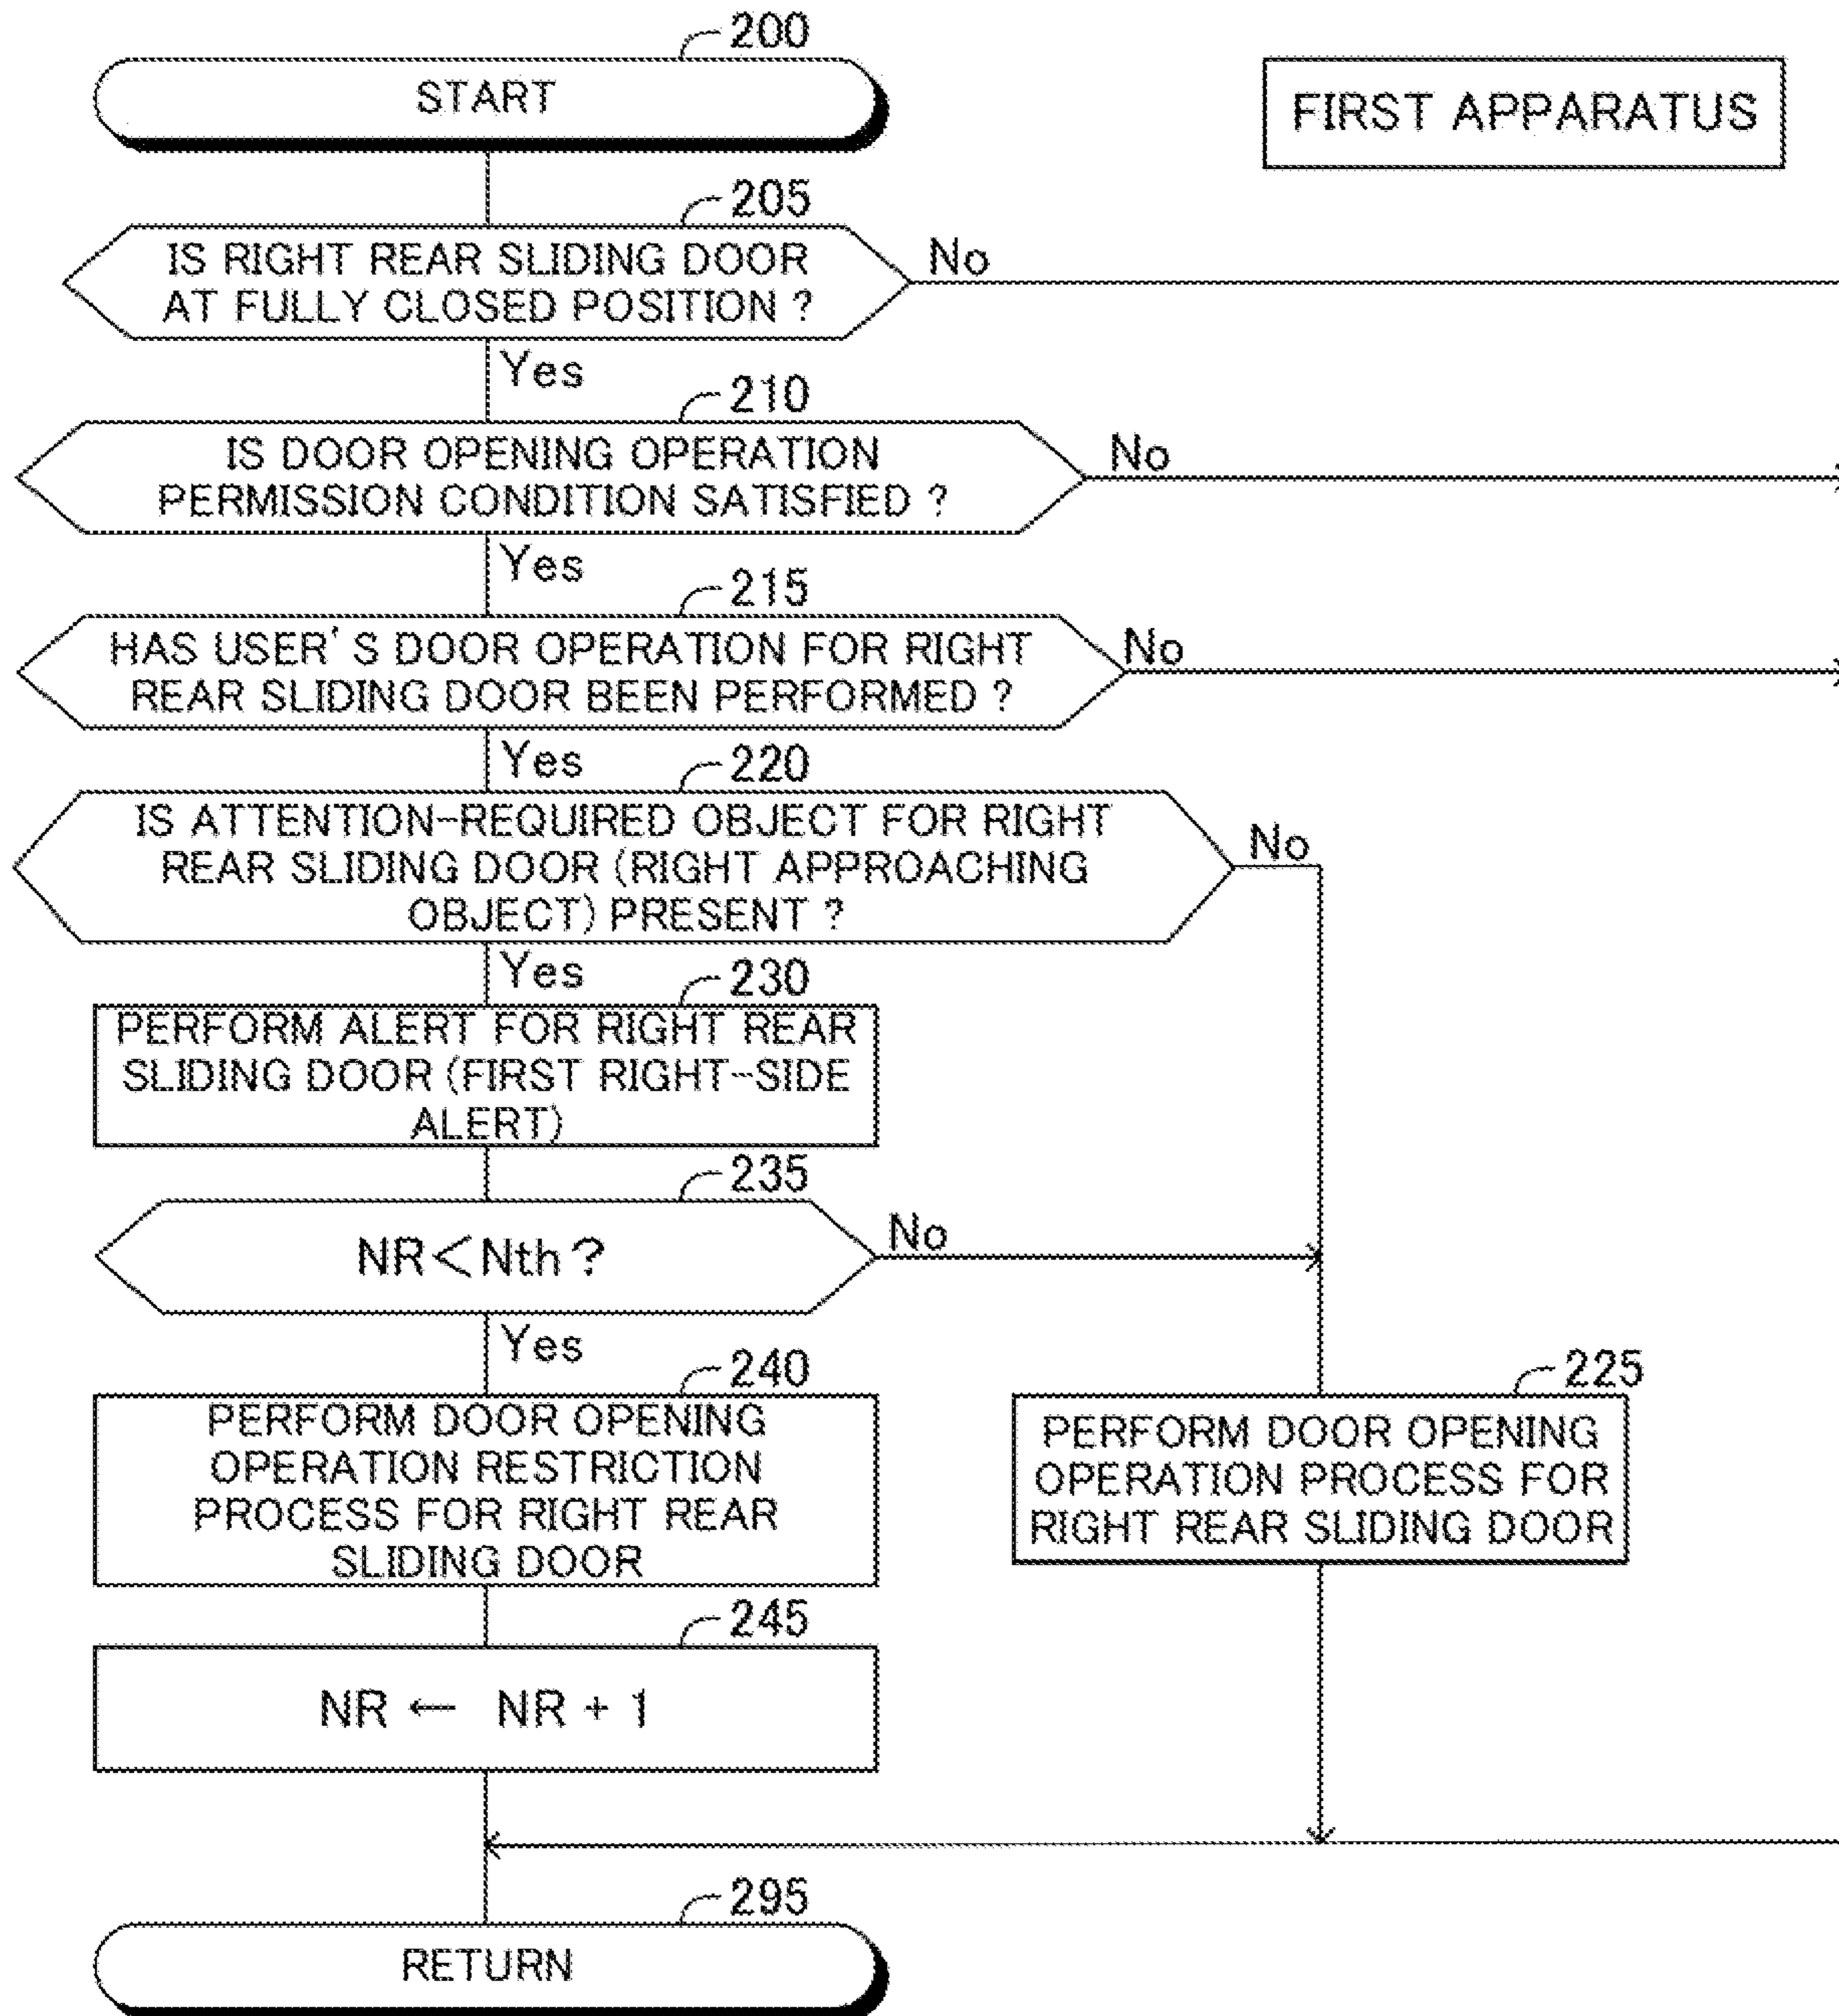 200
START
FIRST APPARATUS
205
IS RIGHT REAR SLIDING DOOR
AT FULLY CLOSED POSITION ?
No
Yes
210
IS DOOR OPENING OPERATION
PERMISSION CONDITION SATISFIED ?
No
Yes
215
HAS USER'S DOOR OPERATION FOR RIGHT
REAR SLIDING DOOR BEEN PERFORMED ?
No
Yes
220
IS ATTENTION-REQUIRED OBJECT FOR RIGHT
REAR SLIDING DOOR (RIGHT APPROACHING
OBJECT) PRESENT ?
No
Yes
230
PERFORM ALERT FOR RIGHT REAR
SLIDING DOOR (FIRST RIGHT-SIDE
ALERT)
235
NR<Nth ?
No
Yes
240
PERFORM DOOR OPENING
OPERATION RESTRICTION
PROCESS FOR RIGHT REAR
SLIDING DOOR
225
PERFORM DOOR OPENING
OPERATION PROCESS FOR
RIGHT REAR SLIDING DOOR
245
NR ← NR + 1
295
RETURN